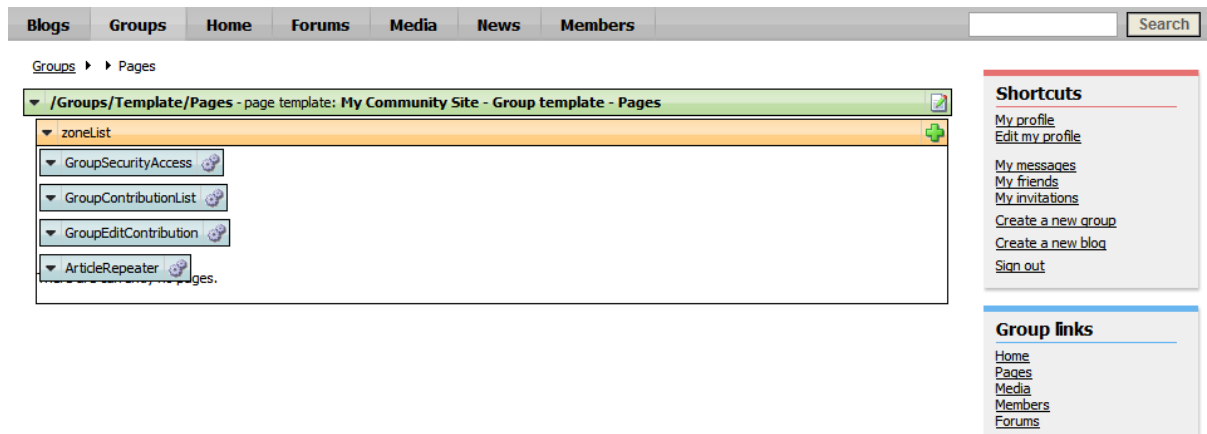 Blogs Groups Home Forums Media News Members Search
Groups Pages
/Groups/Template/Pages - page template: My Community Site - Group template - Pages
zoneList
GroupSecurityAccess
GroupContributionList
GroupEditContribution
ArticleRepeater
pages.
Shortcuts
My profile
Edit my profile
My messages
My friends
My invitations
Create a new group
Create a new blog
Sign out
Group links
Home
Pages
Media
Members
Forums